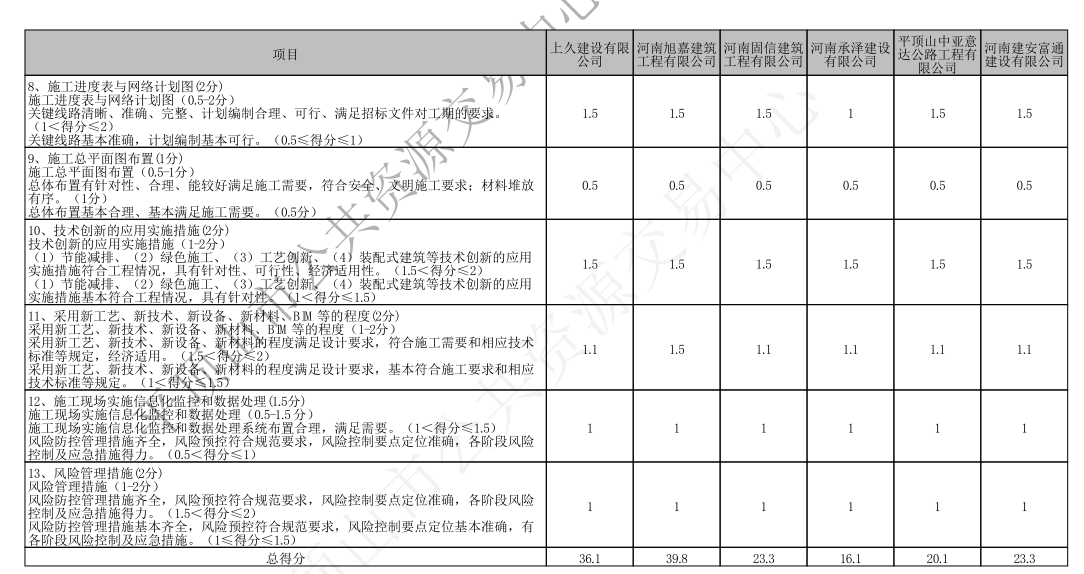 项目
上久建设有限
公司
河南旭嘉建筑
工程有限公司
河南固信建筑
工程有限公司
河南承泽建设
有限公司
平顶山中亚意
达公路工程有
限公司
河南建安富通
建设有限公司
8、施工进度表与网络计划图(2分)
施工进度表与网络计划图（0.5-2分）
关键线路清晰、准确、完整、计划编制合理、可行、满足招标文件对工期的要求。
（1＜得分≤2）
关键线路基本准确，计划编制基本可行。（0.5≤得分≤1）
1.5 1.5 1.5 1 1.5 1.5
9、施工总平面图布置(1分)
施工总平面图布置（0.5-1分）
总体布置有针对性、合理、能较好满足施工需要，符合安全、文明施工要求；材料堆放
有序。（1分）
总体布置基本合理、基本满足施工需要。（0.5分）
0.5 0.5 0.5 0.5 0.5 0.5
10、技术创新的应用实施措施(2分)
技术创新的应用实施措施（1-2分）
（1）节能减排、（2）绿色施工、（3）工艺创新、（4）装配式建筑等技术创新的应用
实施措施符合工程情况，具有针对性、可行性、经济适用性。（1.5＜得分≤2）
（1）节能减排、（2）绿色施工、（3）工艺创新、（4）装配式建筑等技术创新的应用
实施措施基本符合工程情况，具有针对性、（1＜得分≤1.5）
1.5 1.5 1.5 1.5 1.5 1.5
11、采用新工艺、新技术、新设备、新材料、BIM 等的程度(2分)
采用新工艺、新技术、新设备、新材料、BIM 等的程度（1-2分）
采用新工艺、新技术、新设备、新材料的程度满足设计要求，符合施工需要和相应技术
标准等规定，经济适用。（1.5＜得分≤2）
采用新工艺、新技术、新设备、新材料的程度满足设计要求，基本符合施工要求和相应
技术标准等规定。（1＜得分≤1.5）
1.1 1.5 1.1 1.1 1.1 1.1
12、施工现场实施信息化监控和数据处理(1.5分)
施工现场实施信息化监控和数据处理（0.5-1.5 分）
施工现场实施信息化监控和数据处理系统布置合理，满足需要。（1＜得分≤1.5）
风险防控管理措施齐全，风险预控符合规范要求，风险控制要点定位准确，各阶段风险
控制及应急措施得力。（0.5＜得分≤1）
1 1 1 1 1 1
13、风险管理措施(2分)
风险管理措施（1-2分）
风险防控管理措施齐全，风险预控符合规范要求，风险控制要点定位准确，各阶段风险
控制及应急措施得力。（1.5＜得分≤2）
风险防控管理措施基本齐全，风险预控符合规范要求，风险控制要点定位基本准确，有
各阶段风险控制及应急措施。（1≤得分≤1.5）
1 1 1 1 1 1
总得分 36.1 39.8 23.3 16.1 20.1 23.3
平顶山市公共资源交易中心
顶山市公共资源交易中心